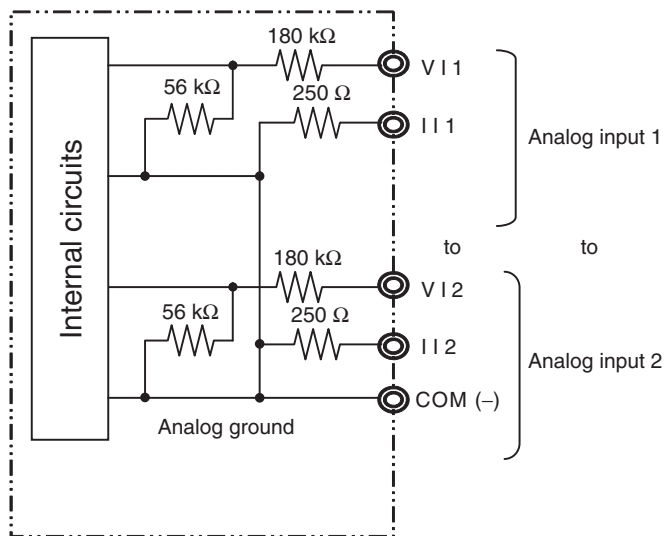 180 kΩ
V I 1
56 kΩ
250 Ω
I I 1
Analog input 1
Internal circuits
to
to
180 kΩ
V I 2
56 kΩ
250 Ω
I I 2
Analog input 2
COM (–)
Analog ground